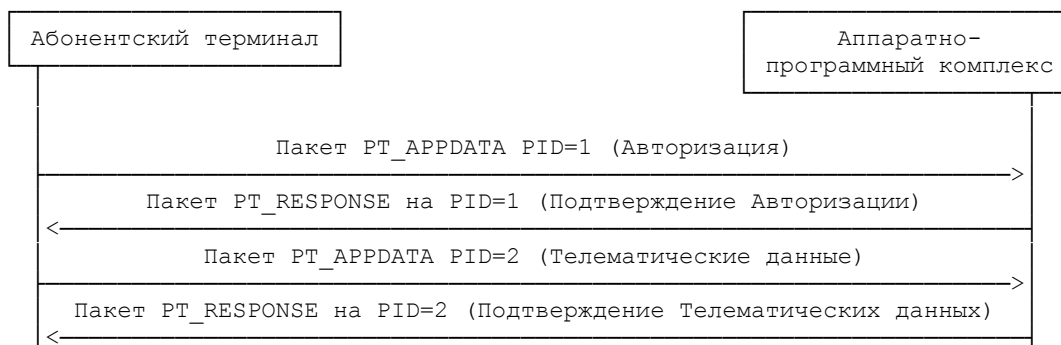 Абонентский терминал
Аппаратно-
программный комплекс
Пакет PT_APPDATA PID=1 (Авторизация)
Пакет PT_RESPONSE на PID=1 (Подтверждение Авторизации)
Пакет PT_APPDATA PID=2 (Телематические данные)
Пакет PT_RESPONSE на PID=2 (Подтверждение Телематических данных)